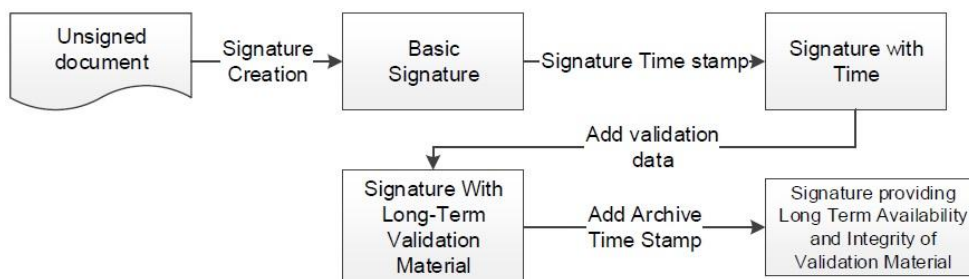 Unsigned
document
Signature
Creation
Basic
Signature
Signature Time stamp
Signature with
Time
Add validation
data
Signature With
Long-Term
Validation
Material
Add Archive
Time Stamp
Signature providing
Long Term Availability
and Integrity of
Validation Material